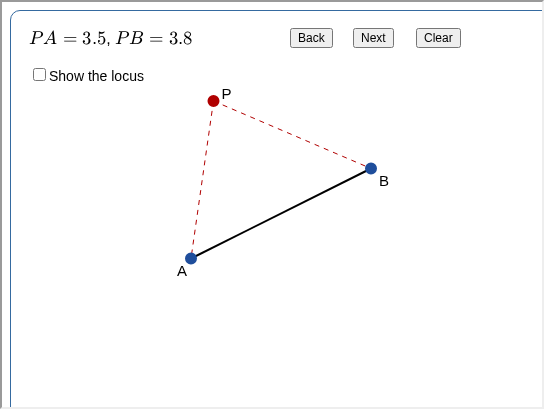 PA = 3.5, PB = 3.8
Back
Next
Clear
Show the locus
P
B
A